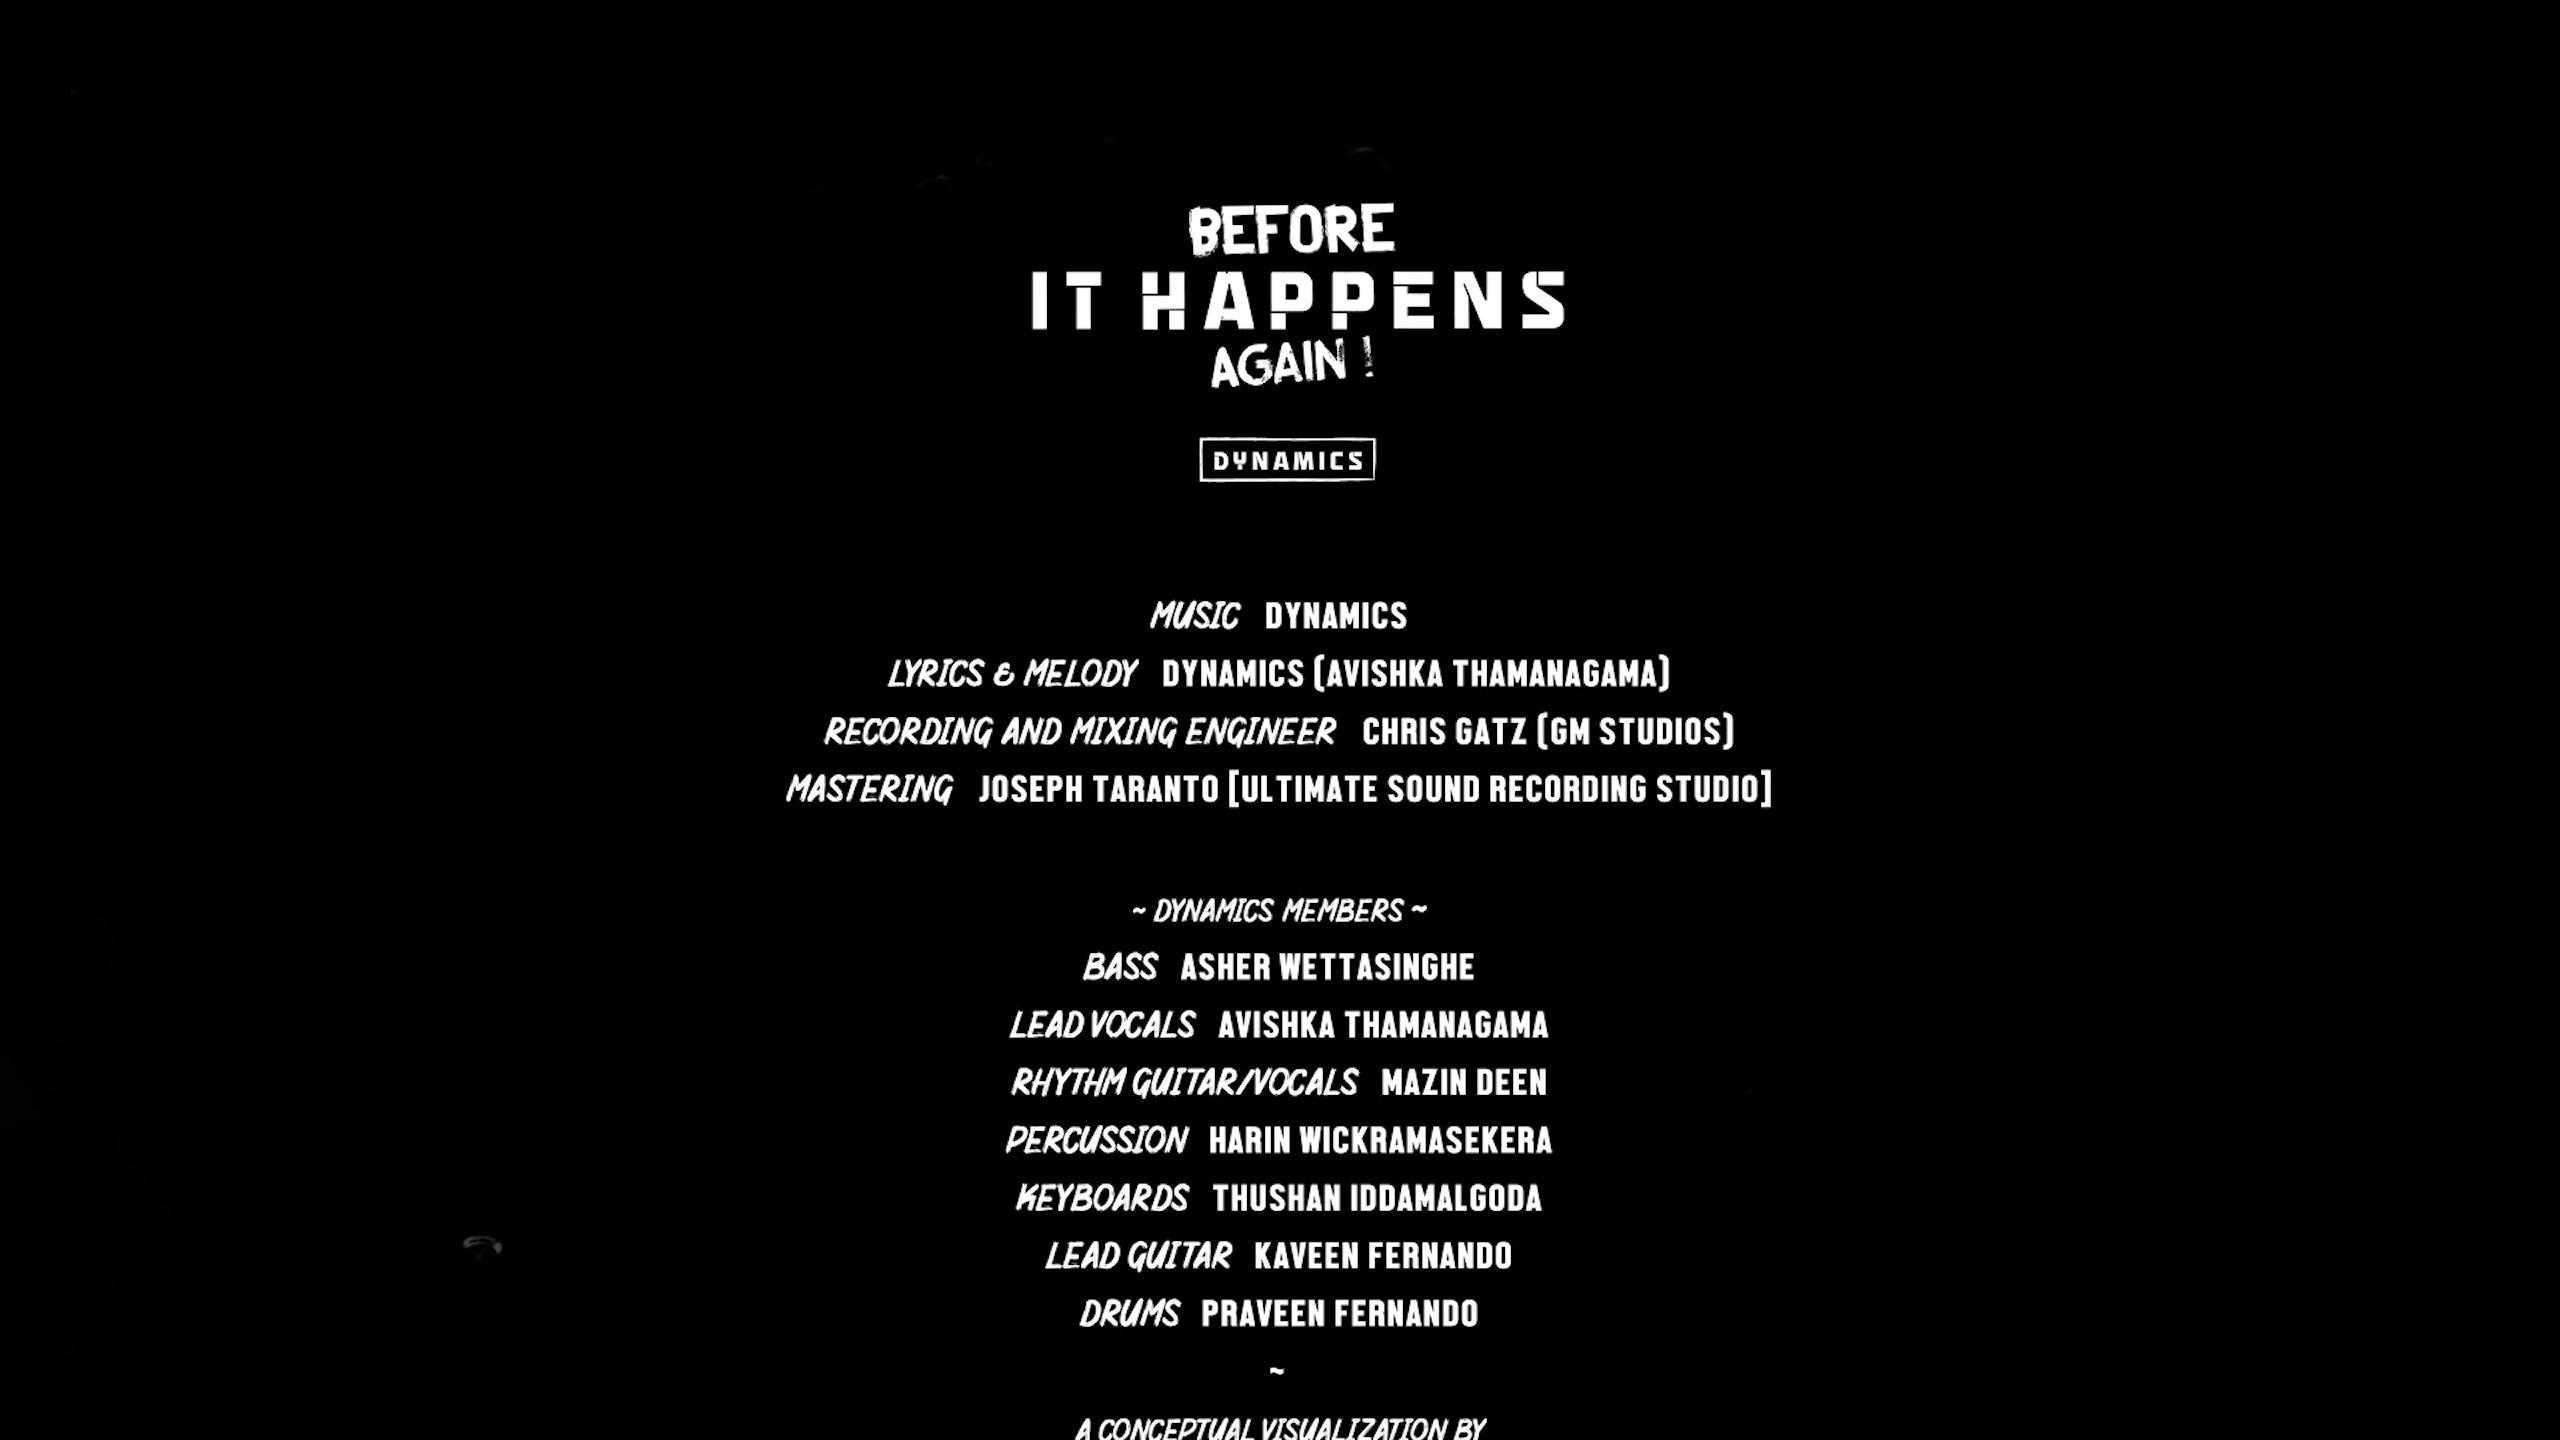 BEFORE
IT HAPPENS
AGAIN !
DYNAMICS
MUSIC DYNAMICS
LYRICS & MELODY DYNAMICS (AVISHKA THAMANAGAMA)
RECORDING AND MIXING ENGINEER CHRIS GATZ (GM STUDIOS)
MASTERING JOSEPH TARANTO [ULTIMATE SOUND RECORDING STUDIO]
~ DYNAMICS MEMBERS ~
BASS ASHER WETTASINGHE
LEAD VOCALS AVISHKA THAMANAGAMA
RHYTHM GUITAR/VOCALS MAZIN DEEN
PERCUSSION HARIN WICKRAMASEKERA
KEYBOARDS THUSHAN IDDAMALGODA
LEAD GUITAR KAVEEN FERNANDO
DRUMS PRAVEEN FERNANDO
~
A CONCEPTUAL VISUALIZATION BY